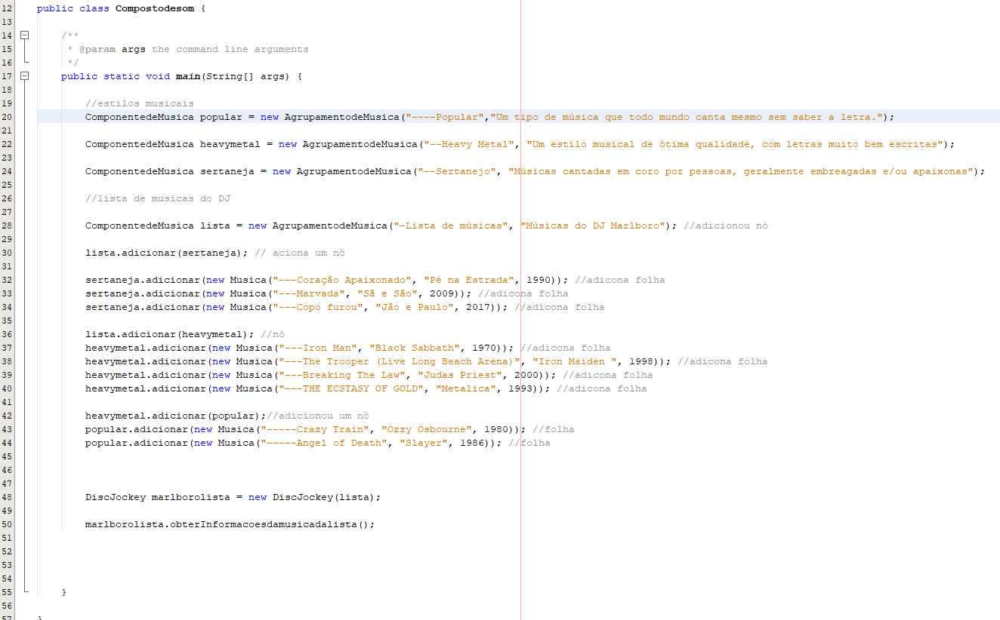 12 public class Compostodesom {
13
14 /**
15 * @param args the command line arguments
16 */
17 public static void main(String[] args) {
18
19 //estilos musicais
20 ComponentedeMusica popular = new AgrupamentodeMusica("----Popular","Um tipo de música que todo mundo canta mesmo sem saber a letra.");
21
22 ComponentedeMusica heavymetal = new AgrupamentodeMusica("--Heavy Metal", "Um estilo musical de ótima qualidade, com letras muito bem escritas");
23
24 ComponentedeMusica sertaneja = new AgrupamentodeMusica("--Sertanejo", "Músicas cantadas em coro por pessoas, geralmente embreagadas e/ou apaixonas");
25
26 //lista de musicas do DJ
27
28 ComponentedeMusica lista = new AgrupamentodeMusica("-Lista de músicas", "Músicas do DJ Marlboro"); //adicionou nó
29
30 lista.adicionar(sertaneja); // aciona um nó
31
32 sertaneja.adicionar(new Musica("---Coração Apaixonado", "Pé na Estrada", 1990)); //adicona folha
33 sertaneja.adicionar(new Musica("---Marvada", "Sã e São", 2009)); //adicona folha
34 sertaneja.adicionar(new Musica("---Copo furou", "Jão e Paulo", 2017)); //adicona folha
35
36 lista.adicionar(heavymetal); //nó
37 heavymetal.adicionar(new Musica("---Iron Man", "Black Sabbath", 1970)); //adicona folha
38 heavymetal.adicionar(new Musica("---The Trooper (Live Long Beach Arena)", "Iron Maiden ", 1998)); //adicona folha
39 heavymetal.adicionar(new Musica("---Breaking The Law", "Judas Priest", 2000)); //adicona folha
40 heavymetal.adicionar(new Musica("---THE ECSTASY OF GOLD", "Metalica", 1993)); //adicona folha
41
42 heavymetal.adicionar(popular);//adicionou um nó
43 popular.adicionar(new Musica("-----Crazy Train", "Ozzy Osbourne", 1980)); //folha
44 popular.adicionar(new Musica("-----Angel of Death", "Slayer", 1986)); //folha
45
46
47
48 DiscJockey marlborolista = new DiscJockey(lista);
49
50 marlborolista.obterInformacoesdamusicadalista();
51
52
53
54
55 }
56
57 }